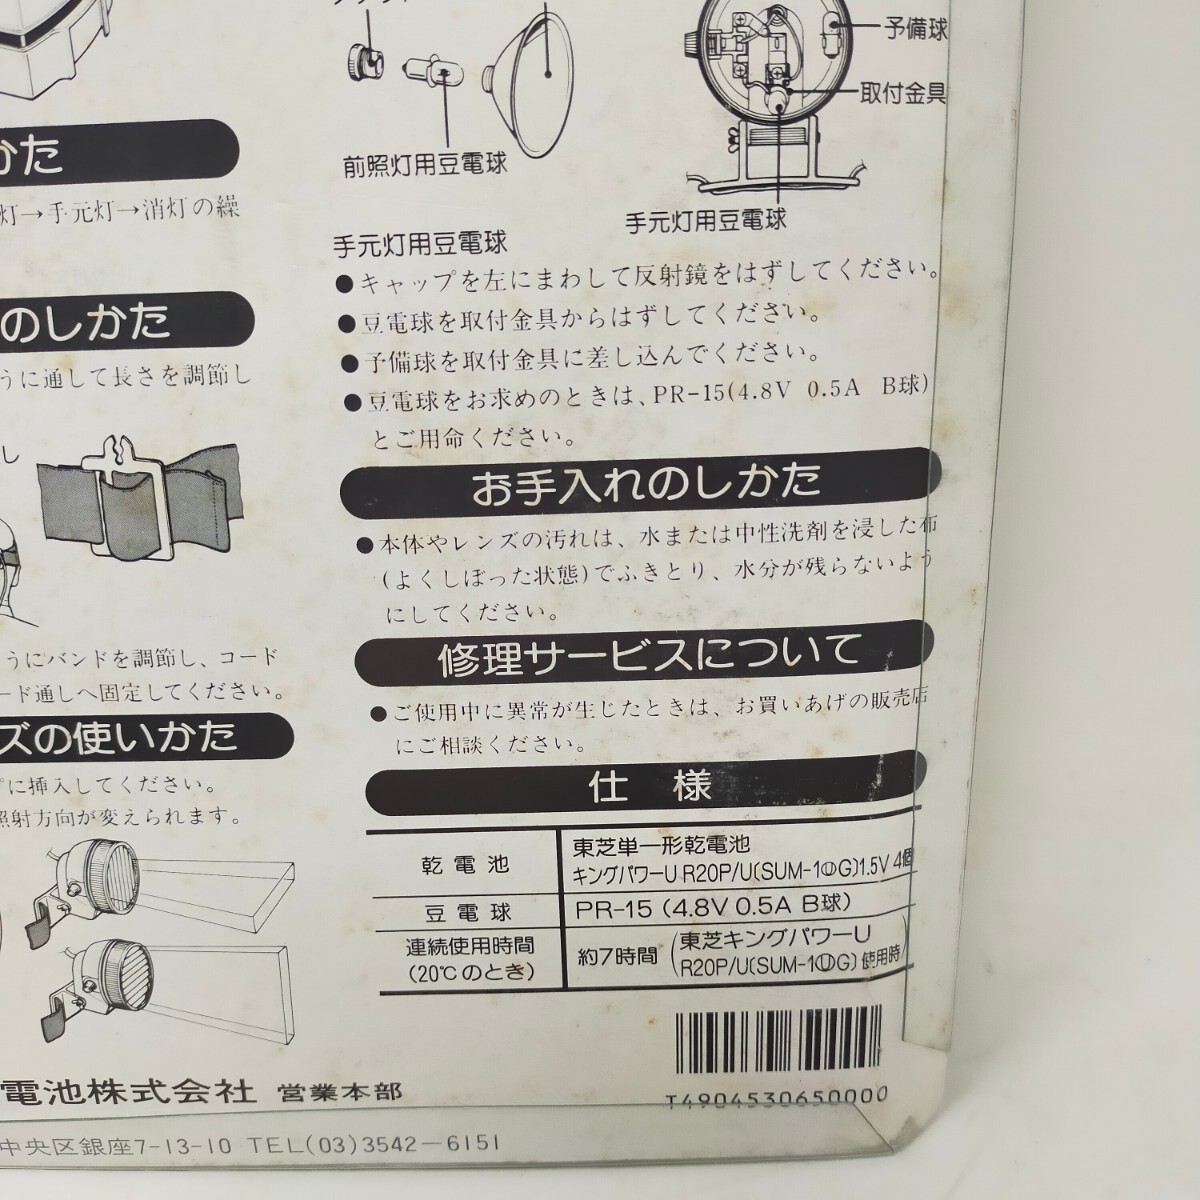 予備球
取付金具
前照灯用豆電球
手元灯用豆電球
かた
灯→手元灯→消灯の繰
のしかた
うに通して長さを調節し
し
うにバンドを調節し、コード
ード通しへ固定してください。
ズの使いかた
プに挿入してください。
照射方向が変えられます。
手元灯用豆電球
●キャップを左にまわして反射鏡をはずしてください。
●豆電球を取付金具からはずしてください。
●予備球を取付金具に差し込んでください。
●豆電球をお求めのときは、PR-15(4.8V 0.5A B球)
とご用命ください。
お手入れのしかた
●本体やレンズの汚れは、水または中性洗剤を浸した布
(よくしぼった状態)でふきとり、水分が残らないよう
にしてください。
修理サービスについて
●ご使用中に異常が生じたときは、お買いあげの販売店
にご相談ください。
仕様
乾電池
東芝単一形乾電池
キングパワーU R20P/U(SUM-1ⓊG)1.5V 4個
豆電球
PR-15 (4.8V 0.5A B球)
連続使用時間
(20℃のとき)
約7時間
(東芝キングパワーU
R20P/U(SUM-1ⓊG)使用時)
T4904530650000
電池株式会社 営業本部
中央区銀座7-13-10 TEL(03)3542-6151